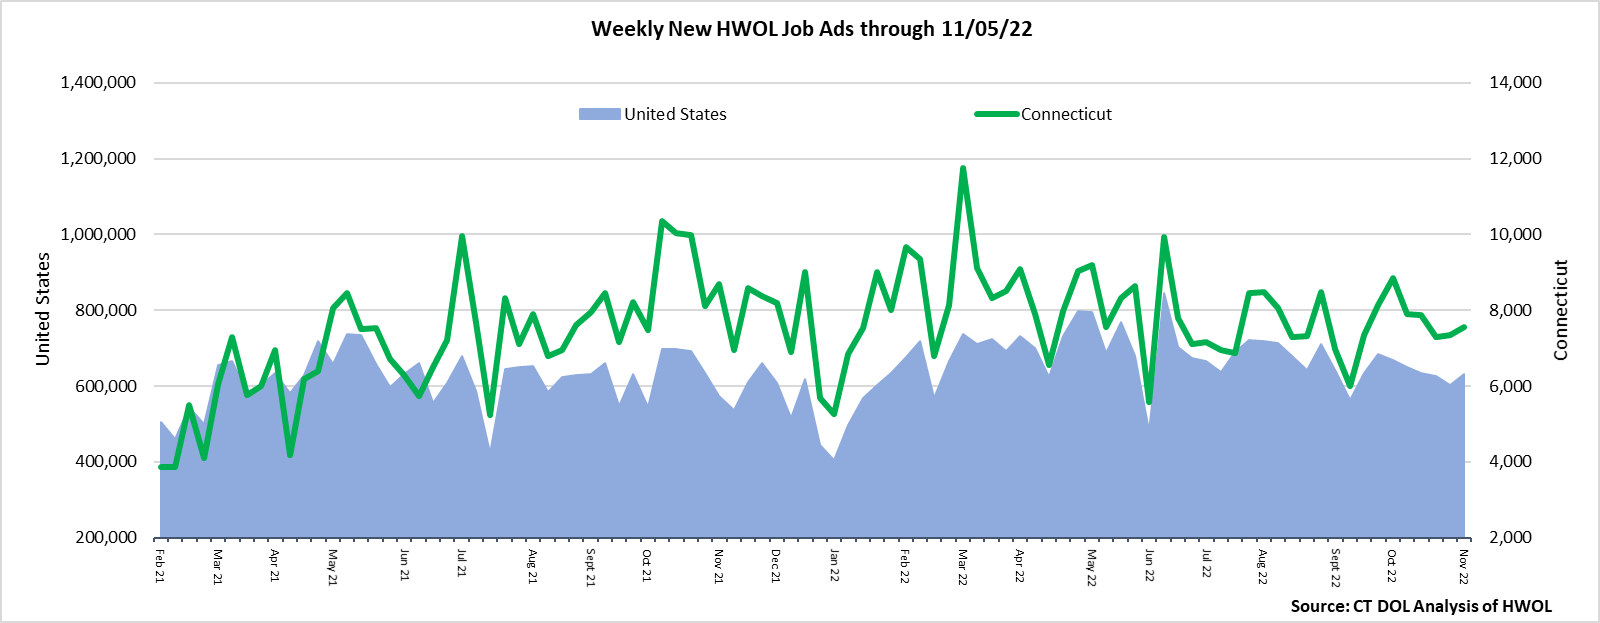 Weekly New HWOL Job Ads through 11/05/22
United States
Connecticut
1,400,000
1,200,000
1,000,000
800,000
600,000
400,000
200,000
United States
14,000
12,000
10,000
8,000
6,000
4,000
2,000
Connecticut
Feb 21
Mar 21
Apr 21
May 21
Jun 21
Jul 21
Aug 21
Sept 21
Oct 21
Nov 21
Dec 21
Jan 22
Feb 22
Mar 22
Apr 22
May 22
Jun 22
Jul 22
Aug 22
Sept 22
Oct 22
Nov 22
Source: CT DOL Analysis of HWOL